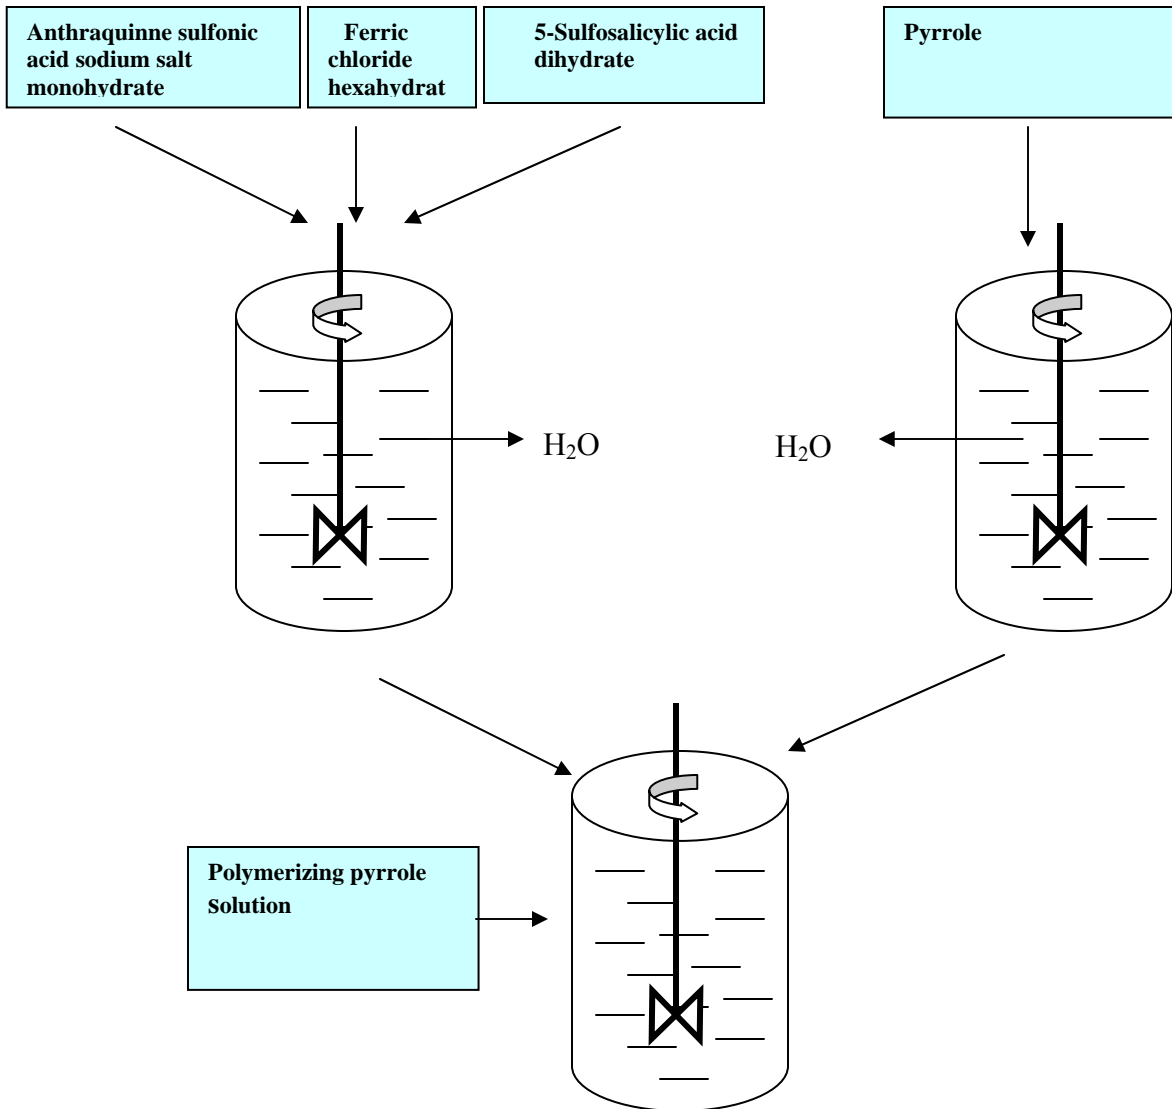 Anthraquinne sulfonic
acid sodium salt
monohydrate
Ferric
chloride
hexahydrat
5-Sulfosalicylic acid
dihydrate
Pyrrole
H₂O
H₂O
Polymerizing pyrrole
solution